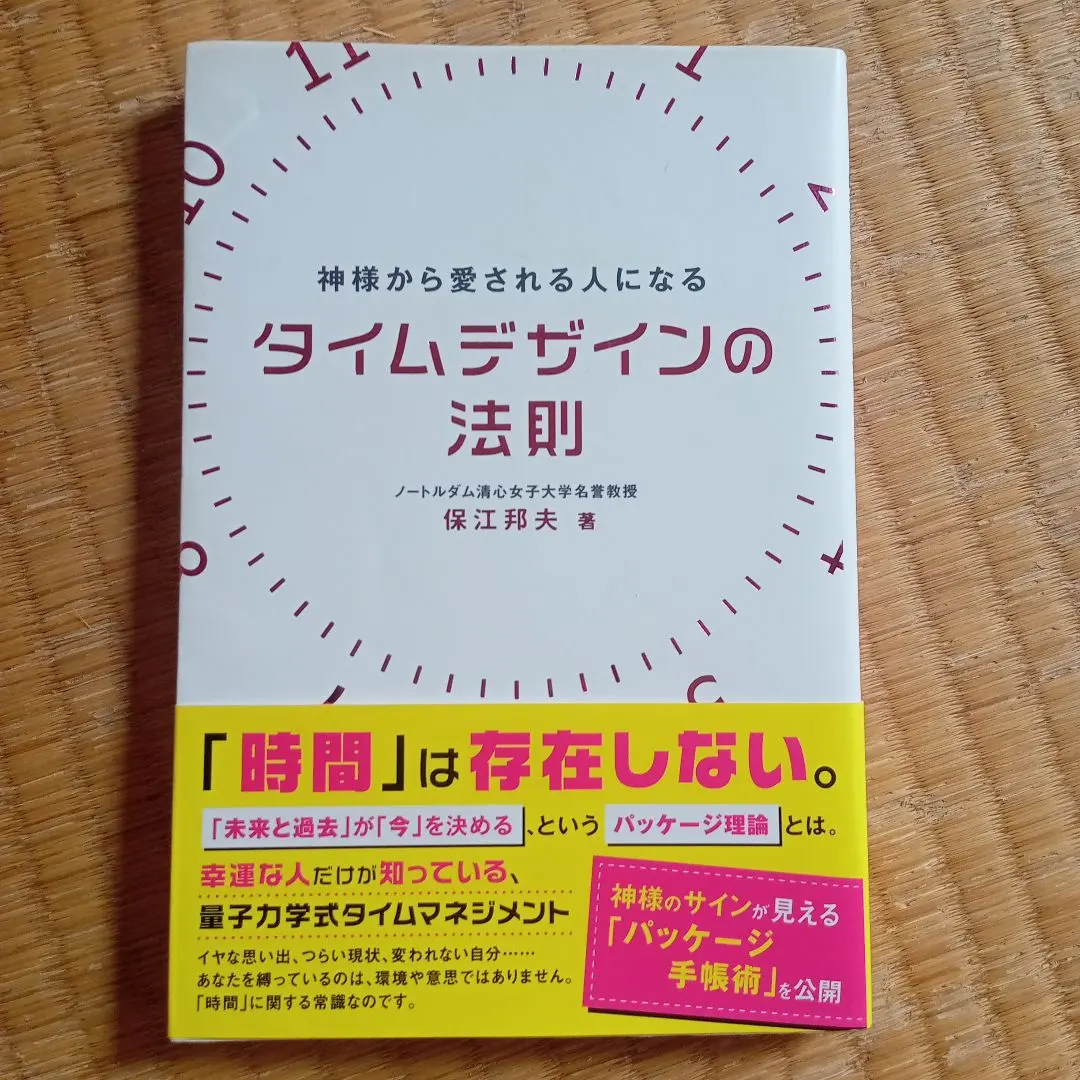 11
1
10
2
神様から愛される人になる
タイムデザインの
法則
ノートルダム清心女子大学名誉教授
保江邦夫 著
8
4
「時間」は存在しない。
「未来と過去」が「今」を決める、という パッケージ理論 とは。
幸運な人だけが知っている、
量子力学式タイムマネジメント
イヤな思い出、つらい現状、変われない自分……
あなたを縛っているのは、環境や意思ではありません。
「時間」に関する常識なのです。
神様のサインが見える
「パッケージ
手帳術」を公開